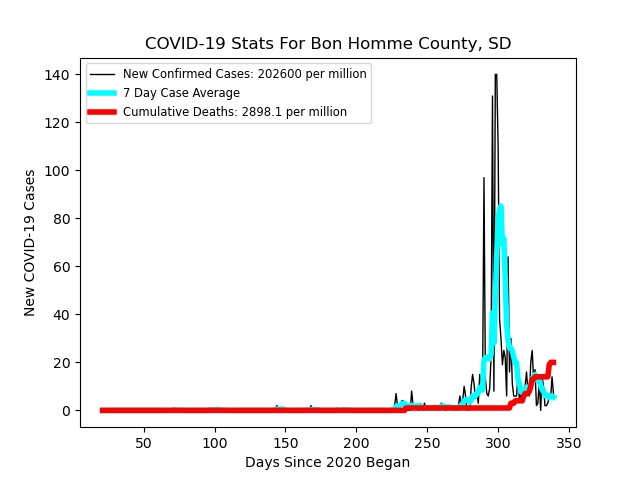 COVID-19 Stats For Bon Homme County, SD
New Confirmed Cases: 202600 per million
7 Day Case Average
Cumulative Deaths: 2898.1 per million
New COVID-19 Cases
140
120
100
80
60
40
20
0
50
100
150
200
250
300
350
Days Since 2020 Began